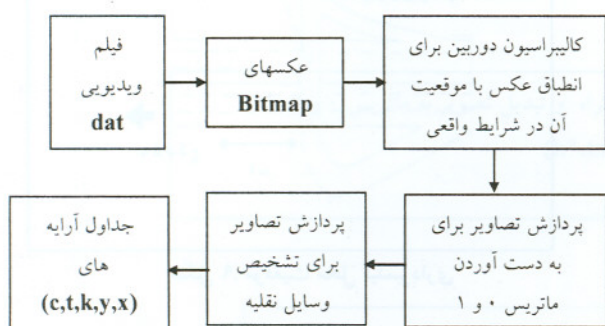 فیلم
ویدیویی
dat
عکسهای
Bitmap
کالیبراسیون دوربین برای
انطباق عکس با موقعیت
آن در شرایط واقعی
پردازش تصاویر برای
به دست آوردن
ماتریس ۰ و ۱
پردازش تصاویر
برای تشخیص
وسایل نقلیه
جداول آرایه
های
(c,t,k,y,x)